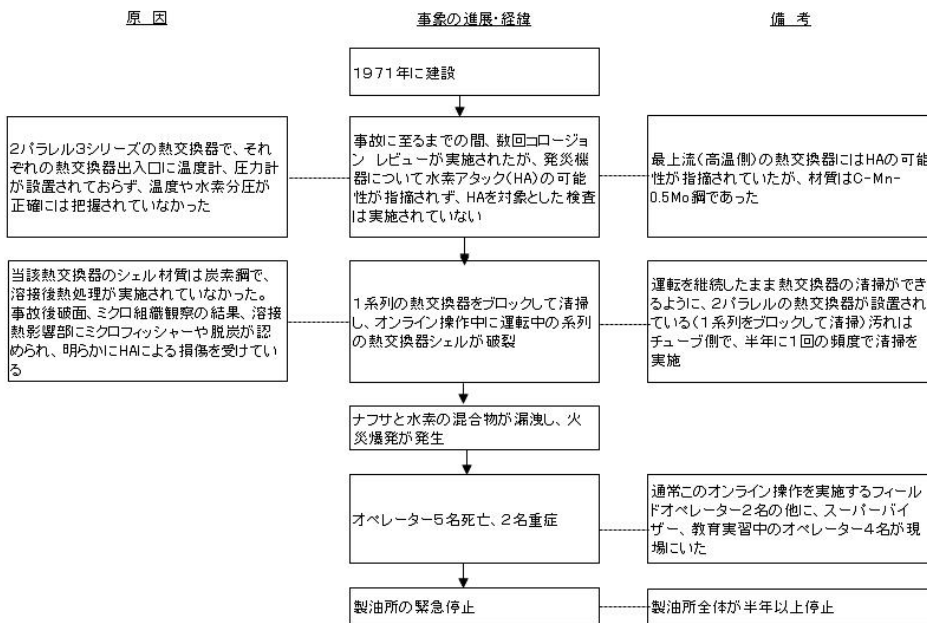 原 因
事象の進展・経緯
備 考
1971年に建設
2パラレル3シリーズの熱交換器で、それ
ぞれの熱交換器出入口に温度計、圧力計
が設置されておらず、温度や水素分圧が
正確には把握されていなかった
事故に至るまでの間、数回コロージョ
ン レビューが実施されたが、発災機
器について水素アタック(HA)の可能
性が指摘されず、HAを対象とした検査
は実施されていない
最上流(高温側)の熱交換器にはHAの可能
性が指摘されていたが、材質はC-Mn-
0.5Mo鋼であった
当該熱交換器のシェル材質は炭素鋼で、
溶接後熱処理が実施されていなかった。
事故後破面、ミクロ組織観察の結果、溶接
熱影響部にミクロフィッシャーや脱炭が認
められ、明らかにHAによる損傷を受けてい
る
1系列の熱交換器をブロックして清掃
し、オンライン操作中に運転中の系列
の熱交換器シェルが破裂
運転を継続したまま熱交換器の清掃ができ
るように、2パラレルの熱交換器が設置され
ている(1系列をブロックして清掃)汚れは
チューブ側で、半年に1回の頻度で清掃を
実施
ナフサと水素の混合物が漏洩し、火
災爆発が発生
オペレーター5名死亡、2名重症
通常このオンライン操作を実施するフィール
ドオペレーター2名の他に、スーパーバイ
ザー、教育実習中のオペレーター4名が現
場にいた
製油所の緊急停止
製油所全体が半年以上停止